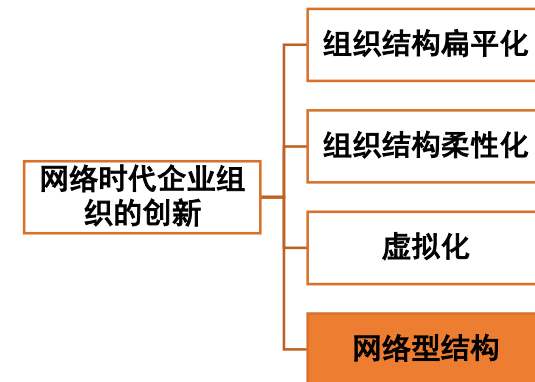 组织结构扁平化
组织结构柔性化
网络时代企业组
织的创新
虚拟化
网络型结构